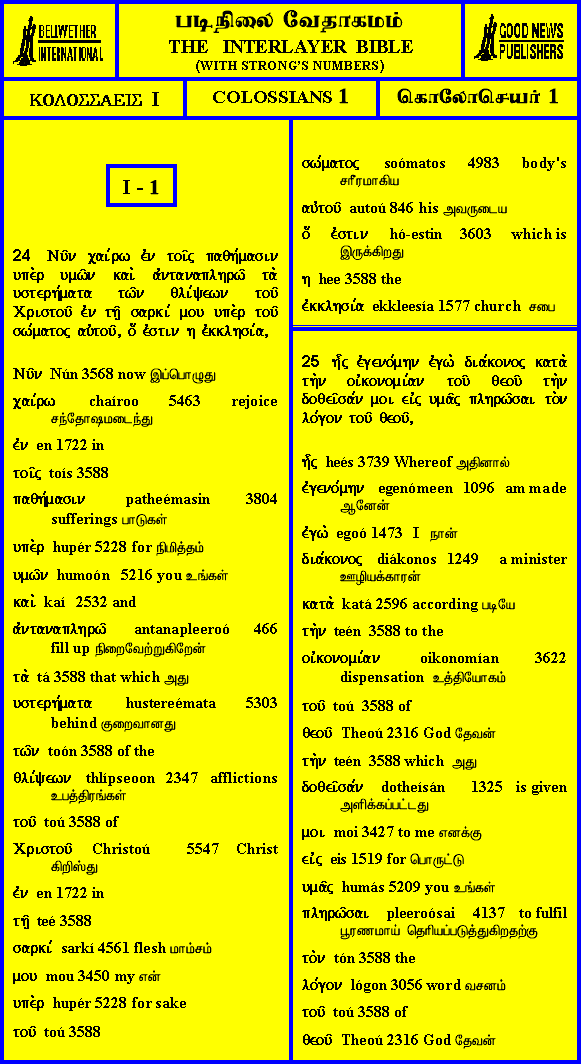 BELLWETHER
INTERNATIONAL
படிநிலை வேதாகமம்
THE INTERLAYER BIBLE
(WITH STRONG'S NUMBERS)
GOOD NEWS
PUBLISHERS
ΚΟΛΟΣΣΑΕΙΣ Ι
COLOSSIANS 1
கொலோசெயர் 1
I - 1
24 Νῦν χαίρω ἐν τοῖς παθήμασιν
υπὲρ υμῶν καὶ ἀνταναπληρῶ τὰ
υστερήματα τῶν θλίψεων τοῦ
Χριστοῦ ἐν τῇ σαρκί μου υπὲρ τοῦ
σώματος αὐτοῦ, ὅ ἐστιν η ἐκκλησία,
Νῦν Nún 3568 now இப்பொழுது
χαίρω chaíroo 5463 rejoice
சந்தோஷமடைந்து
ἐν en 1722 in
τοῖς toís 3588
παθήμασιν patheémasin 3804
sufferings பாடுகள்
υπὲρ hupér 5228 for நிமித்தம்
υμῶν humoón 5216 you உங்கள்
καὶ kaí 2532 and
ἀνταναπληρῶ antanapleeroó 466
fill up நிறைவேற்றுகிறேன்
τὰ tá 3588 that which அது
υστερήματα hustereémata 5303
behind குறைவானது
τῶν toón 3588 of the
θλίψεων thlípseoon 2347 afflictions
உபத்திரங்கள்
τοῦ toú 3588 of
Χριστοῦ Christoú 5547 Christ
கிறிஸ்து
ἐν en 1722 in
τῇ teé 3588
σαρκί sarkí 4561 flesh மாம்சம்
μου mou 3450 my என்
υπὲρ hupér 5228 for sake
τοῦ toú 3588
σώματος soómatos 4983 body's
சரீரமாகிய
αὐτοῦ autoú 846 his அவருடைய
ὅ ἐστιν hó-estin 3603 which is
இருக்கிறது
η hee 3588 the
ἐκκλησία ekkleesía 1577 church சபை
25 ἧς ἐγενόμην ἐγὼ διάκονος κατὰ
τὴν οἰκονομίαν τοῦ θεοῦ τὴν
δοθεῖσάν μοι εἰς υμᾶς πληρῶσαι τὸν
λόγον τοῦ θεοῦ,
ἧς heés 3739 Whereof அதினால்
ἐγενόμην egenómeen 1096 am made
ஆனேன்
ἐγὼ egoó 1473 I நான்
διάκονος diákonos 1249 a minister
ஊழியக்காரன்
κατὰ katá 2596 according படியே
τὴν teén 3588 to the
οἰκονομίαν oikonomían 3622
dispensation உத்தியோகம்
τοῦ toú 3588 of
θεοῦ Theoú 2316 God தேவன்
τὴν teén 3588 which அது
δοθεῖσάν dotheísán 1325 is given
அளிக்கப்பட்டது
μοι moi 3427 to me எனக்கு
εἰς eis 1519 for பொருட்டு
υμᾶς humás 5209 you உங்கள்
πληρῶσαι pleeroósai 4137 to fulfil
பூரணமாய் தெரியப்படுத்துகிறதற்கு
τὸν tón 3588 the
λόγον lógon 3056 word வசனம்
τοῦ toú 3588 of
θεοῦ Theoú 2316 God தேவன்